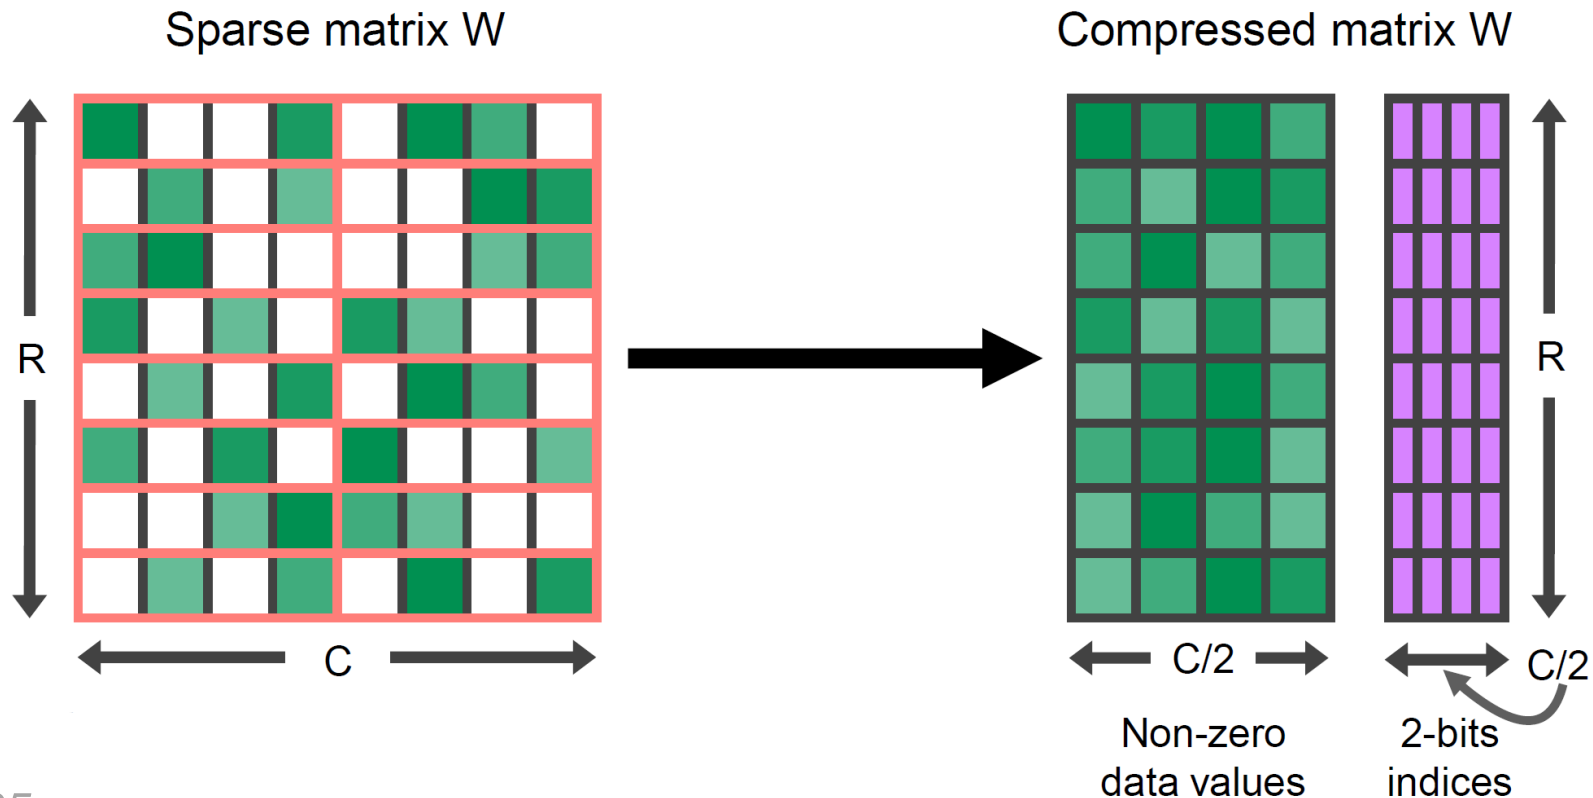 Sparse matrix W
Compressed matrix W
R
R
C
C/2
C/2
Non-zero
data values
2-bits
indices